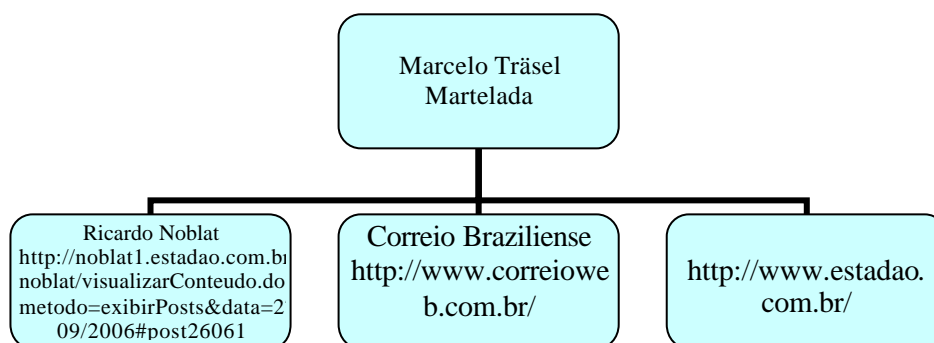 Marcelo Träsel
Martelada
Ricardo Noblat
http://noblat1.estadao.com.br
noblat/visualizarConteudo.do
metodo=exibirPosts&data=2
09/2006#post26061
Correio Braziliense
http://www.correiowe
b.com.br/
http://www.estadao.
com.br/